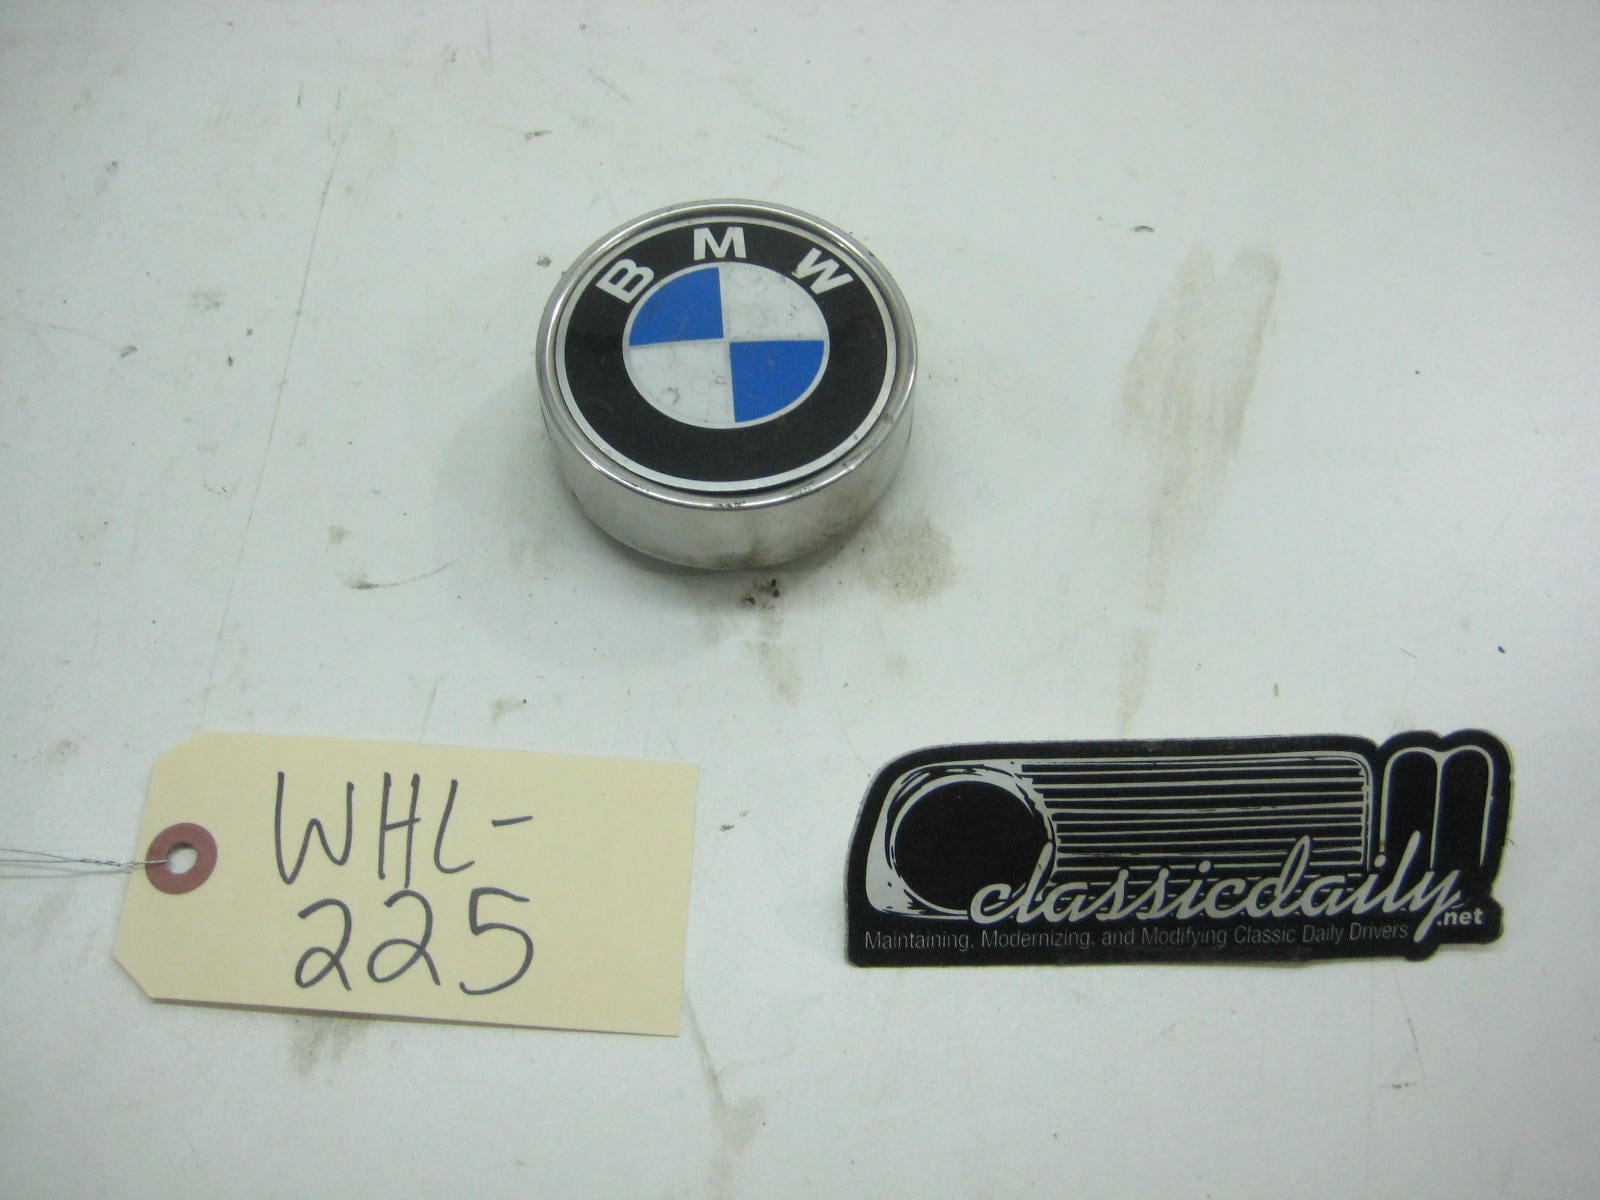 BMW
WHL-
225
classicdaily.net
Maintaining, Modernizing, and Modifying Classic Daily Drivers